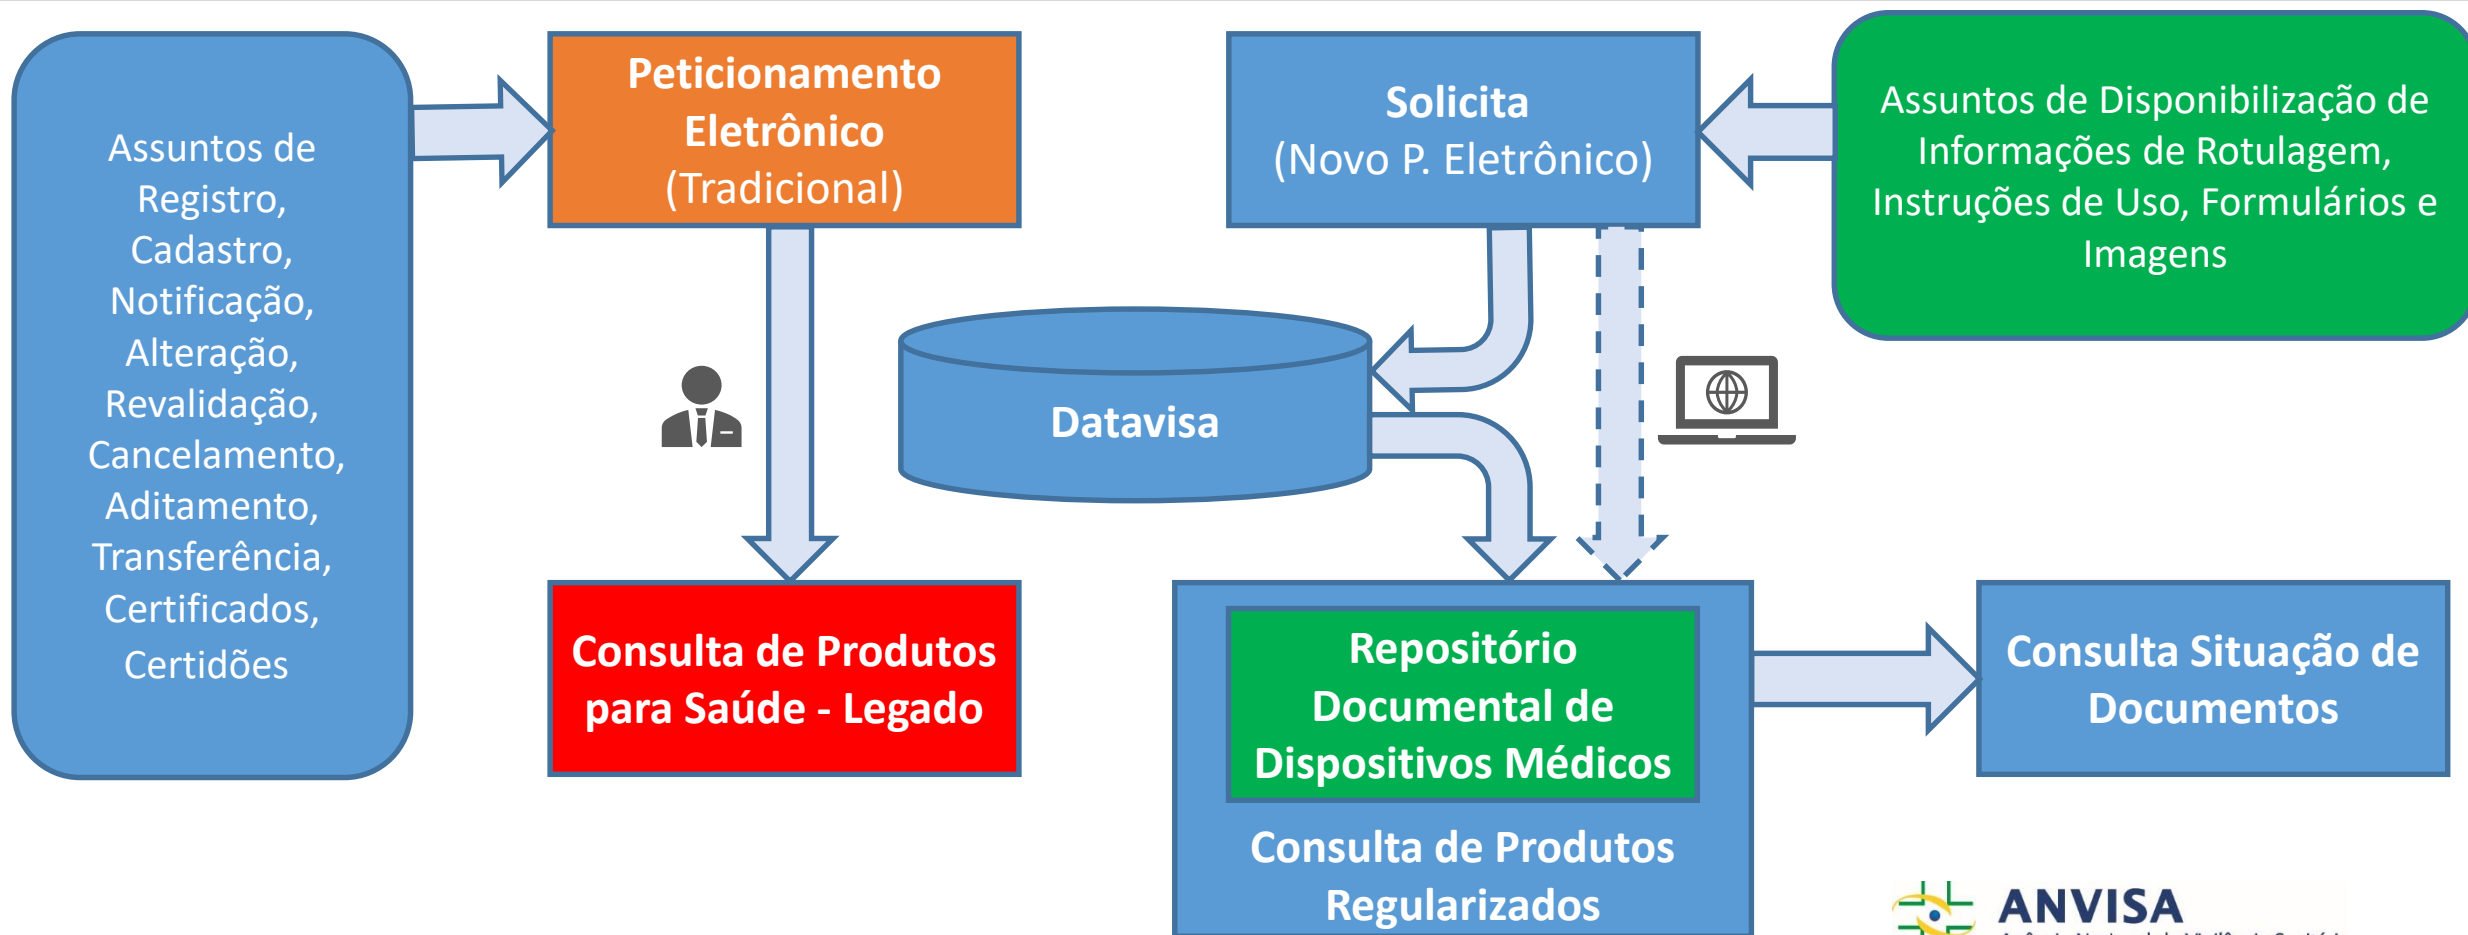 Assuntos de
Registro,
Cadastro,
Notificação,
Alteração,
Revalidação,
Cancelamento,
Aditamento,
Transferência,
Certificados,
Certidões
Peticionamento
Eletrônico
(Tradicional)
Solicita
(Novo P. Eletrônico)
Assuntos de Disponibilização de
Informações de Rotulagem,
Instruções de Uso, Formulários e
Imagens
Datavisa
Consulta de Produtos
para Saúde - Legado
Repositório
Documental de
Dispositivos Médicos
Consulta de Produtos
Regularizados
Consulta Situação de
Documentos
ANVISA